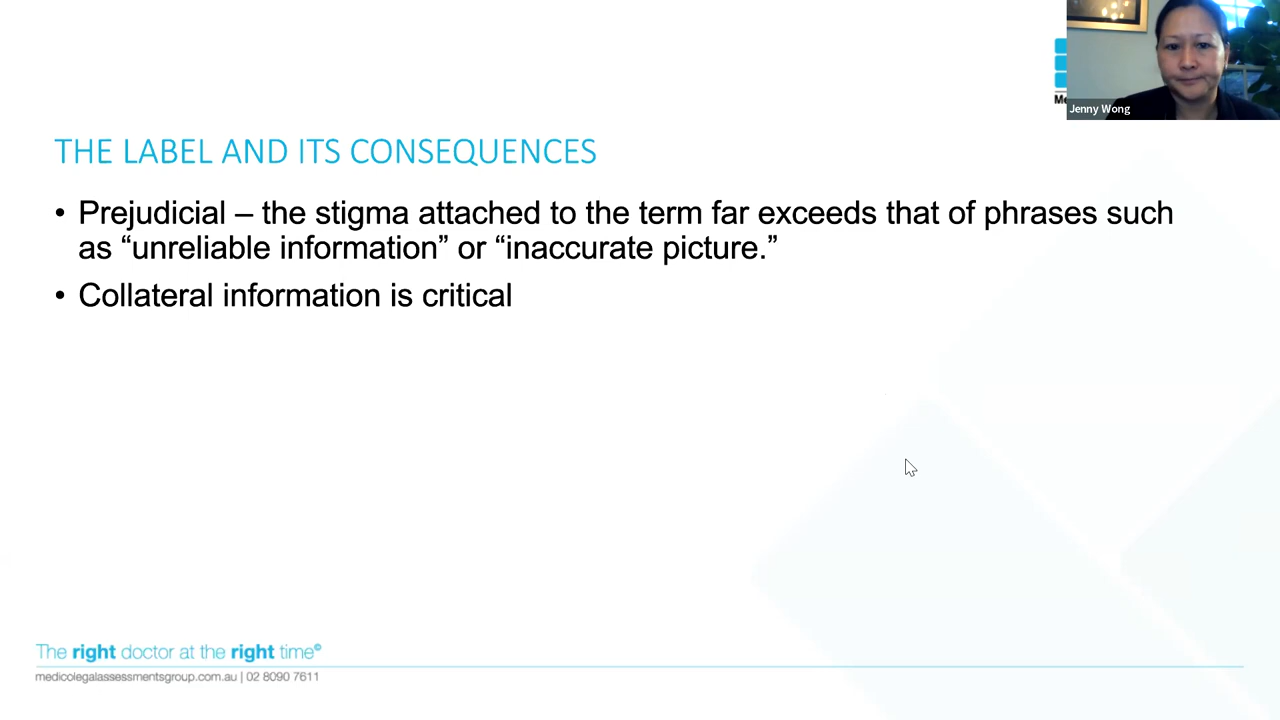 Jenny Wong
THE LABEL AND ITS CONSEQUENCES
• Prejudicial – the stigma attached to the term far exceeds that of phrases such
as “unreliable information” or “inaccurate picture.”
• Collateral information is critical
The right doctor at the right time©
medicolegalassessmentsgroup.com.au | 02 8090 7611